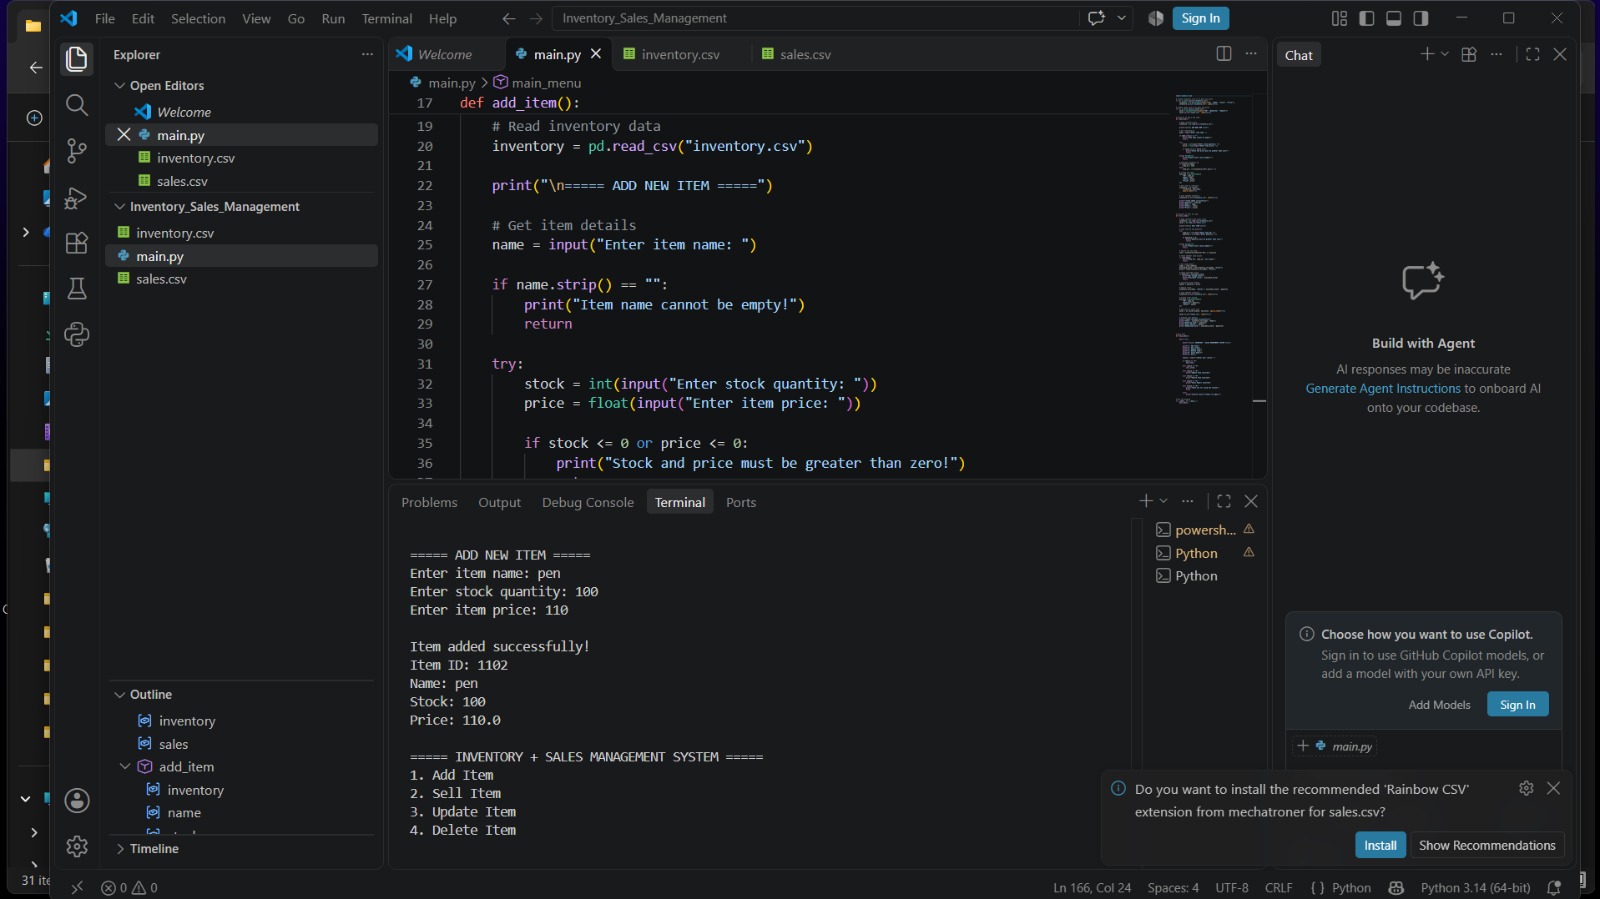 File Edit Selection View Go Run Terminal Help
Inventory_Sales_Management
Sign In
Explorer
Open Editors
Welcome
main.py
inventory.csv
sales.csv
Inventory_Sales_Management
inventory.csv
main.py
sales.csv
Outline
inventory
sales
add_item
inventory
name
Timeline
31 ite
Welcome main.py inventory.csv sales.csv
main.py > main_menu
17 def add_item():
19 # Read inventory data
20 inventory = pd.read_csv("inventory.csv")
21
22 print("\n===== ADD NEW ITEM =====")
23
24 # Get item details
25 name = input("Enter item name: ")
26
27 if name.strip() == "":
28 print("Item name cannot be empty!")
29 return
30
31 try:
32 stock = int(input("Enter stock quantity: "))
33 price = float(input("Enter item price: "))
34
35 if stock <= 0 or price <= 0:
36 print("Stock and price must be greater than zero!")
Problems Output Debug Console Terminal Ports
===== ADD NEW ITEM =====
Enter item name: pen
Enter stock quantity: 100
Enter item price: 110
Item added successfully!
Item ID: 1102
Name: pen
Stock: 100
Price: 110.0
===== INVENTORY + SALES MANAGEMENT SYSTEM =====
1. Add Item
2. Sell Item
3. Update Item
4. Delete Item
powersh...
Python
Python
Chat
Build with Agent
AI responses may be inaccurate
Generate Agent Instructions to onboard AI
onto your codebase.
Choose how you want to use Copilot.
Sign in to use GitHub Copilot models, or
add a model with your own API key.
Add Models Sign In
main.py
Do you want to install the recommended 'Rainbow CSV'
extension from mechatroner for sales.csv?
Install Show Recommendations
0 0
Ln 166, Col 24 Spaces: 4 UTF-8 CRLF { } Python Python 3.14 (64-bit)